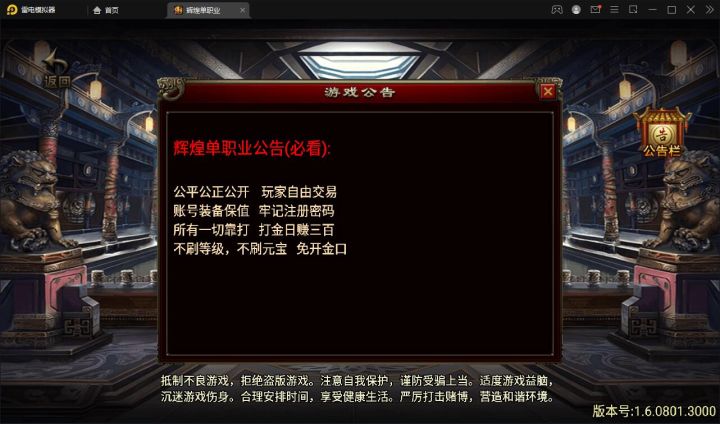 雷电模拟器
首页
辉煌单职业
返回
游戏公告
告
公告栏
辉煌单职业公告(必看):
公平公正公开 玩家自由交易
账号装备保值 牢记注册密码
所有一切靠打 打金日赚三百
不刷等级，不刷元宝 免开金口
抵制不良游戏，拒绝盗版游戏。注意自我保护，谨防受骗上当。适度游戏益脑，
沉迷游戏伤身。合理安排时间，享受健康生活。严厉打击赌博，营造和谐环境。
版本号:1.6.0801.3000